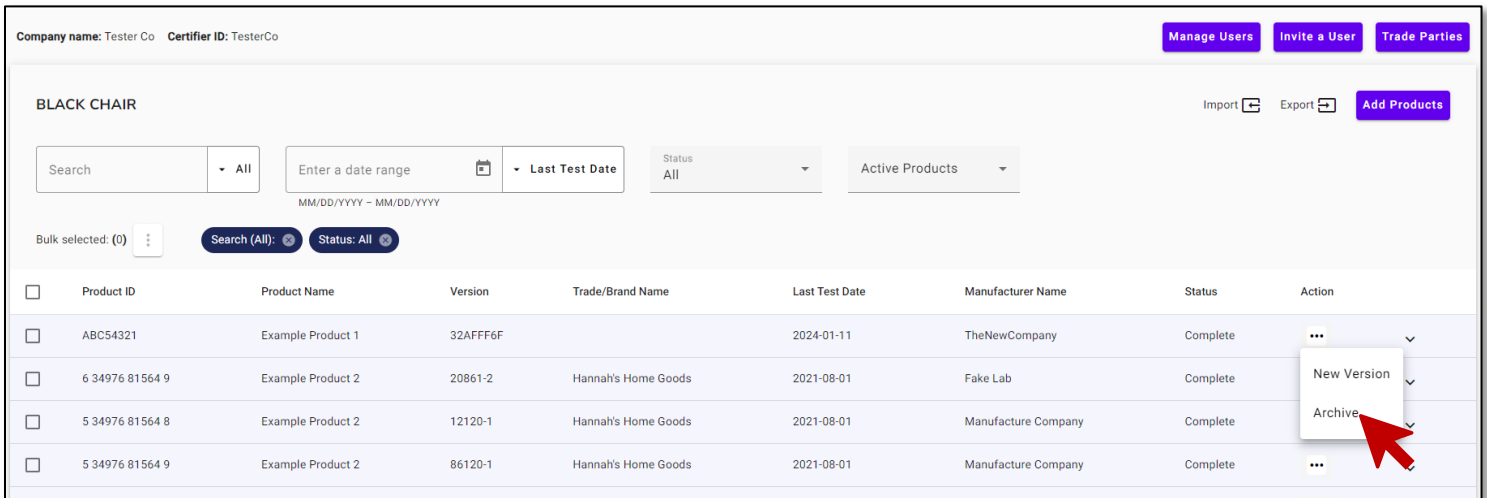 Company name: Tester Co Certifier ID: TesterCo Manage Users Invite a User Trade Parties
BLACK CHAIR Import Export Add Products
Search All Enter a date range Last Test Date Status All Active Products
MM/DD/YYYY – MM/DD/YYYY
Bulk selected: (0) Search (All): Status: All
Product ID Product Name Version Trade/Brand Name Last Test Date Manufacturer Name Status Action
ABC54321 Example Product 1 32AFFF6F 2024-01-11 TheNewCompany Complete
6 34976 81564 9 Example Product 2 20861-2 Hannah's Home Goods 2021-08-01 Fake Lab Complete
New Version
5 34976 81564 8 Example Product 2 12120-1 Hannah's Home Goods 2021-08-01 Manufacture Company Complete
Archive
5 34976 81564 9 Example Product 2 86120-1 Hannah's Home Goods 2021-08-01 Manufacture Company Complete